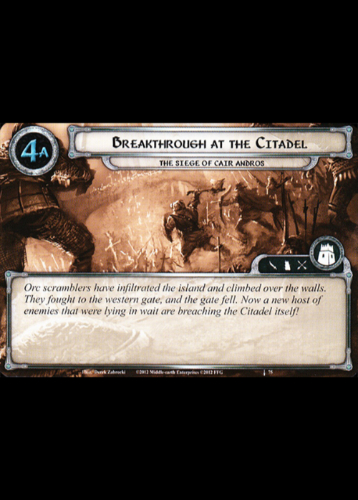 4A
BREAKTHROUGH AT THE CITADEL
THE SIEGE OF CAIR ANDROS
Orc scramblers have infiltrated the island and climbed over the walls.
They fought to the western gate, and the gate fell. Now a new host of
enemies that were lying in wait are breaching the Citadel itself!
©2012 Middle-earth Enterprises ©2012 FFG